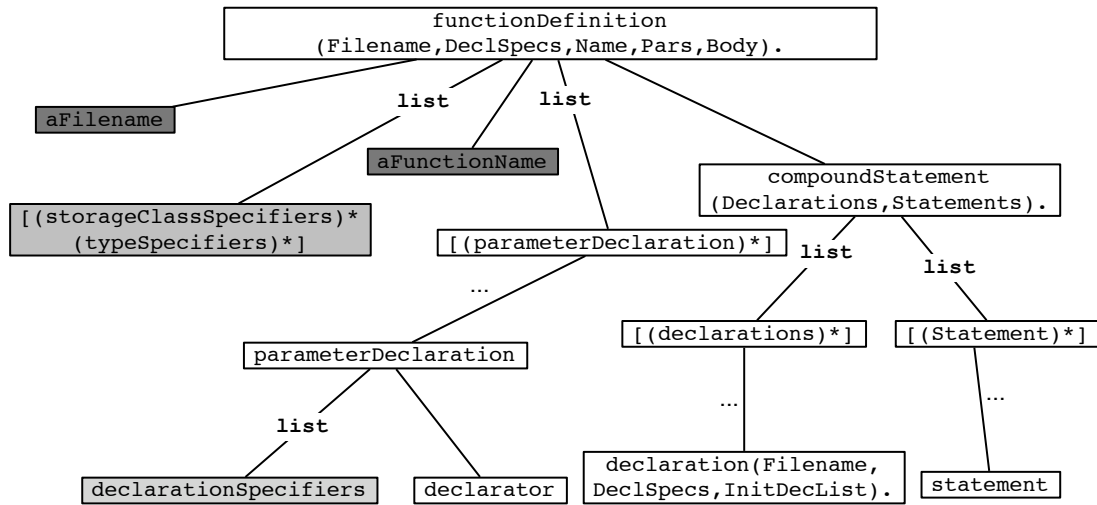 functionDefinition
(Filename,DeclSpecs,Name,Pars,Body).
list
list
aFilename
aFunctionName
compoundStatement
(Declarations,Statements).
[(storageClassSpecifiers)*
(typeSpecifiers)*]
[(parameterDeclaration)*]
list
list
...
[(declarations)*]
[(Statement)*]
parameterDeclaration
...
...
list
declarationSpecifiers
declarator
declaration(Filename,
DeclSpecs,InitDecList).
statement